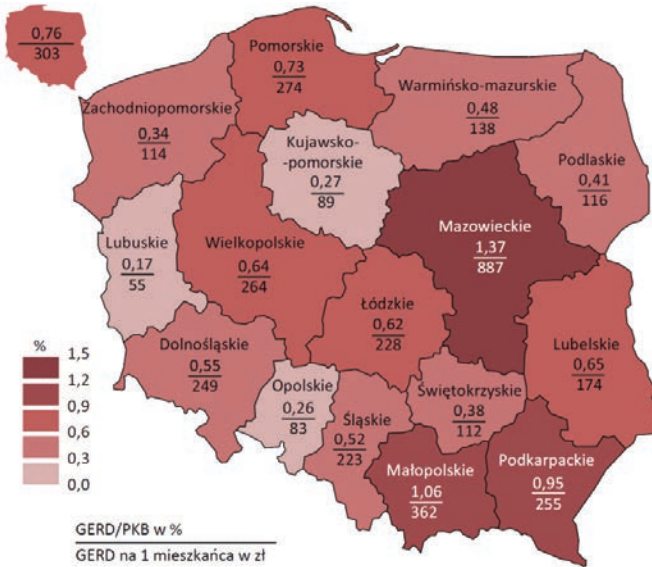 0,76
303
Pomorskie
0,73
274
Warmińsko-mazurskie
0,48
138
Zachodniopomorskie
0,34
114
Kujawsko-
-pomorskie
0,27
89
Podlaskie
0,41
116
Mazowieckie
1,37
887
Lubuskie
0,17
55
Wielkopolskie
0,64
264
Łódzkie
0,62
228
Lubelskie
0,65
174
Dolnośląskie
0,55
249
Opolskie
0,26
83
Śląskie
0,52
223
Świętokrzyskie
0,38
112
Małopolskie
1,06
362
Podkarpackie
0,95
255
%
1,5
1,2
0,9
0,6
0,3
0,0
GERD/PKB w %
GERD na 1 mieszkańca w zł